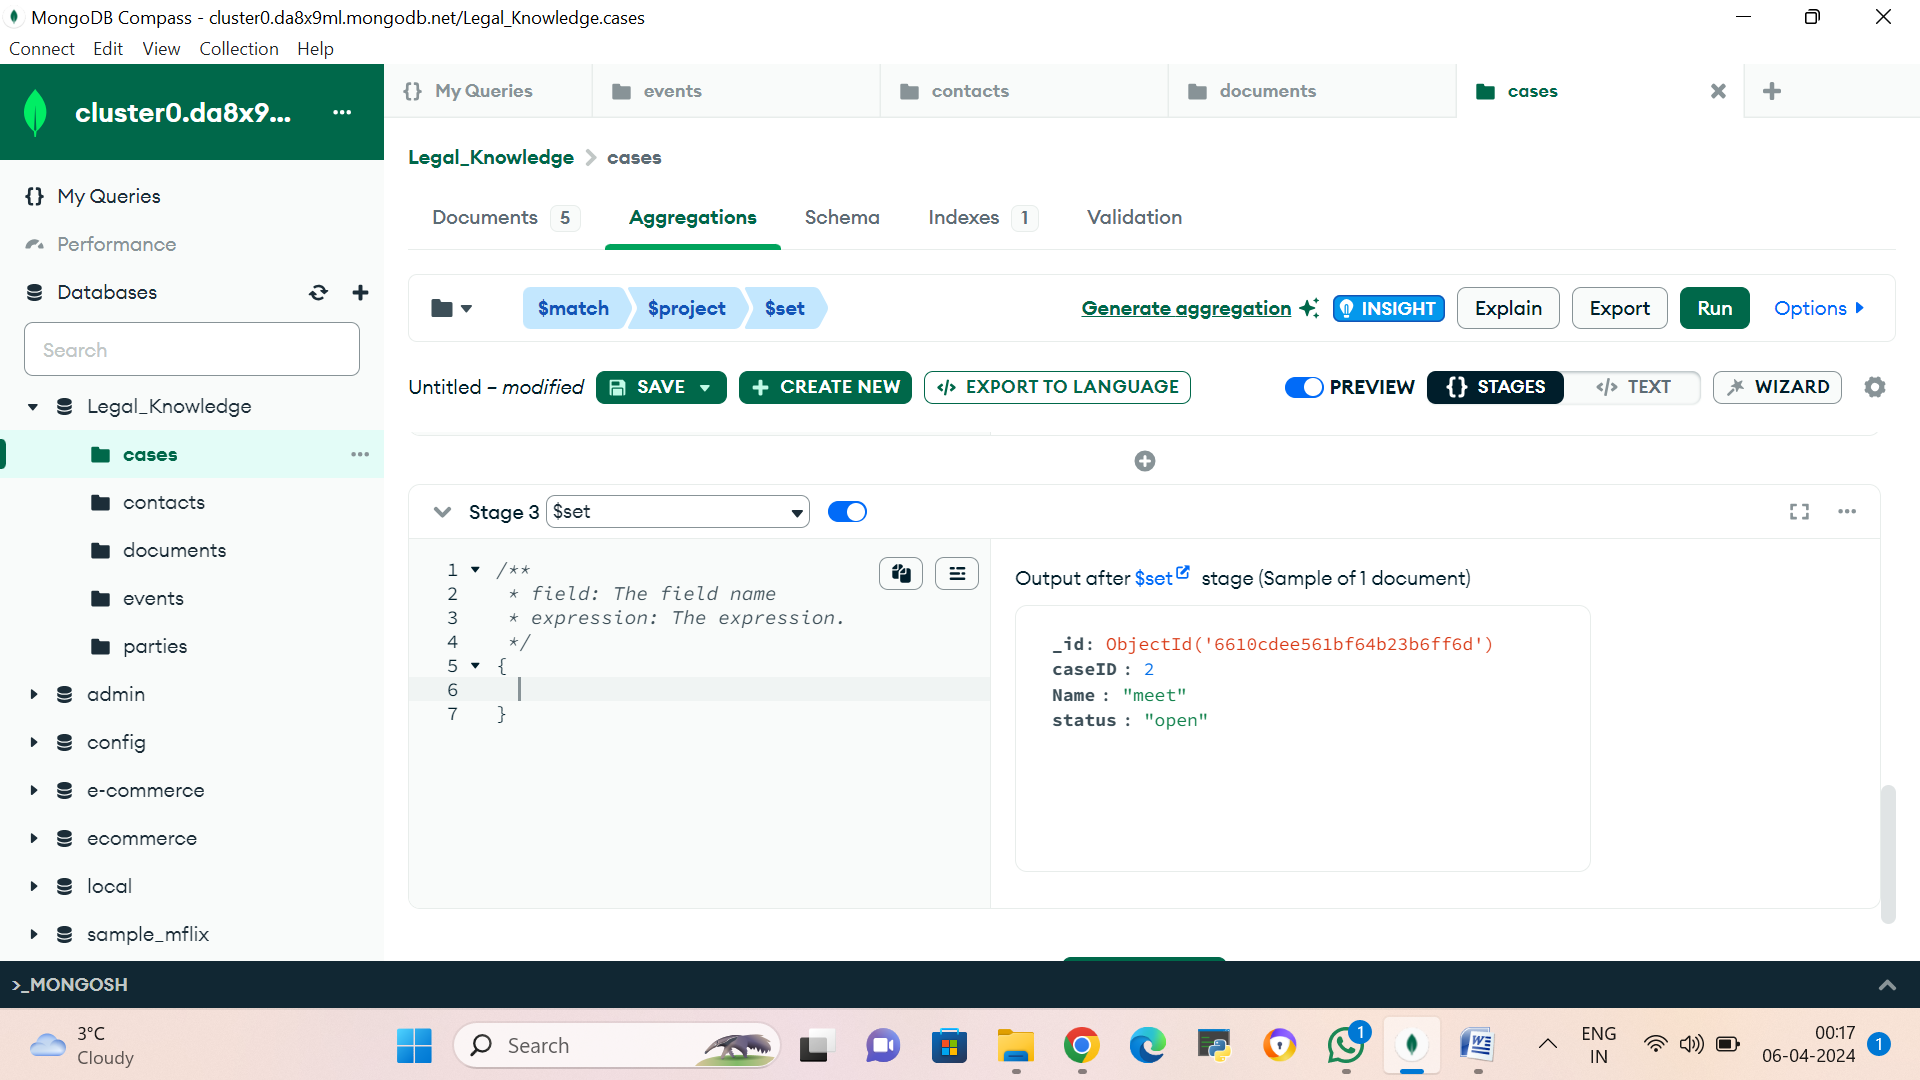 MongoDB Compass - cluster0.da8x9ml.mongodb.net/Legal_Knowledge.cases
Connect Edit View Collection Help
cluster0.da8x9...
{} My Queries
events
contacts
documents
cases
Legal_Knowledge > cases
{} My Queries
Performance
Databases
Search
Legal_Knowledge
cases
contacts
documents
events
parties
admin
config
e-commerce
ecommerce
local
sample_mflix
Documents 5 Aggregations Schema Indexes 1 Validation
$match $project $set Generate aggregation INSIGHT Explain Export Run Options
Untitled – modified SAVE CREATE NEW </> EXPORT TO LANGUAGE PREVIEW {} STAGES </> TEXT WIZARD
Stage 3 $set
1 /**
2 * field: The field name
3 * expression: The expression.
4 */
5 {
6
7 }
Output after $set stage (Sample of 1 document)
_id: ObjectId('6610cdee561bf64b23b6ff6d')
caseID : 2
Name : "meet"
status : "open"
>_MONGOSH
3°C
Cloudy
Search
1
ENG
IN
00:17
06-04-2024
1